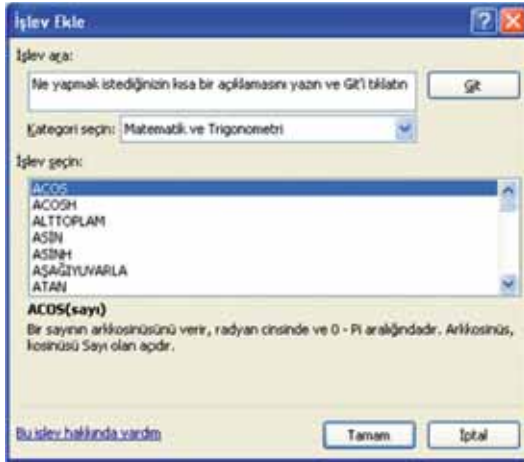 İşlev Ekle
İşlev ara:
Ne yapmak istediğinizin kısa bir açıklamasını yazın ve Git'i tıklatın
Git
Kategori seçin: Matematik ve Trigonometri
İşlev seçin:
ACOS
ACOSH
ALTTOPLAM
ASİN
ASİNH
AŞAĞIYUVARLA
ATAN
ACOS(sayı)
Bir sayının arkkosinüsünü verir, radyan cinsinde ve 0 - Pi aralığındadır. Arkkosinüs,
kosinüsü Sayı olan açıdır.
Bu işlev hakkında yardım
Tamam
İptal